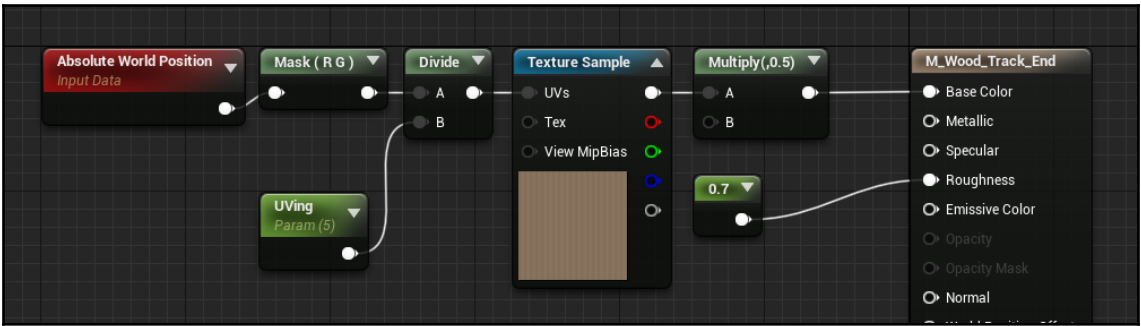 Absolute World Position
Input Data
Mask ( R G )
Divide
A
B
UVing
Param (5)
Texture Sample
UVs
Tex
View MipBias
Multiply(,0.5)
A
B
0.7
M_Wood_Track_End
Base Color
Metallic
Specular
Roughness
Emissive Color
Opacity
Opacity Mask
Normal